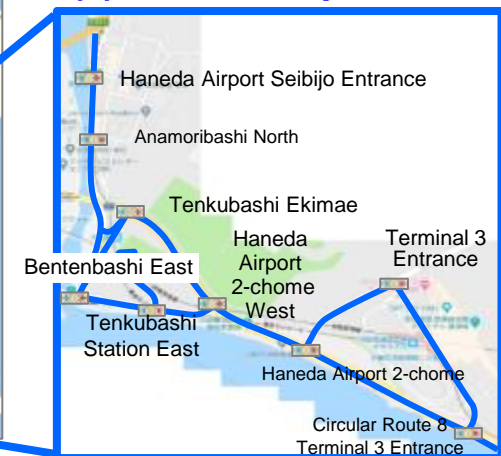 Haneda Airport Seibijo Entrance
Anamoribashi North
Tenkubashi Ekimae
Haneda
Airport
2-chome
West
Terminal 3
Entrance
Bentenbashi East
Tenkubashi
Station East
Haneda Airport 2-chome
Circular Route 8
Terminal 3 Entrance